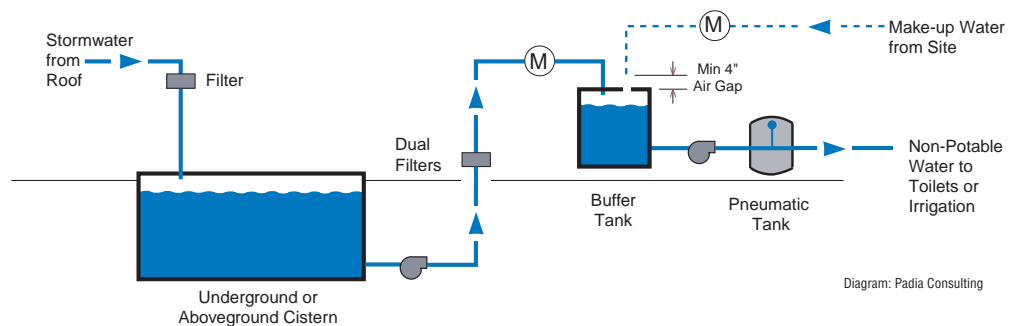 Stormwater
from
Roof
Filter
Dual
Filters
M
M
Make-up Water
from Site
Min 4"
Air Gap
Buffer
Tank
Pneumatic
Tank
Non-Potable
Water to
Toilets or
Irrigation
Underground or
Aboveground Cistern
Diagram: Padia Consulting